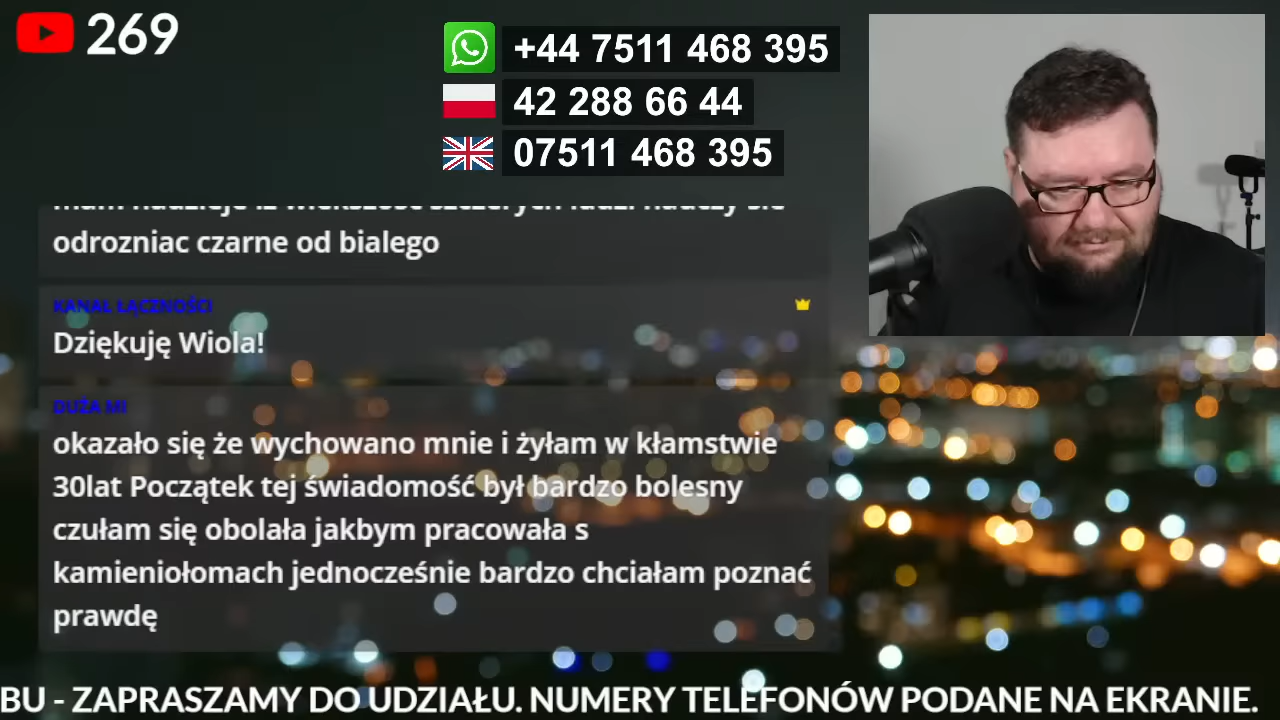 269
+44 7511 468 395
42 288 66 44
07511 468 395
odrozniac czarne od bialego
KANAŁ ŁĄCZNOŚCI
Dziękuję Wiola!
DUŻA MI
okazało się że wychowano mnie i żyłam w kłamstwie
30lat Początek tej świadomość był bardzo bolesny
czułam się obolała jakbym pracowała s
kamieniołomach jednocześnie bardzo chciałam poznać
prawdę
BU - ZAPRASZAMY DO UDZIAŁU. NUMERY TELEFONÓW PODANE NA EKRANIE.